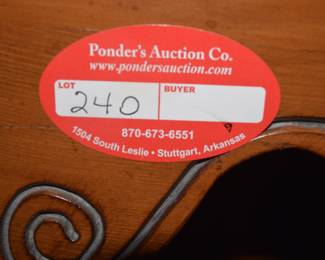 Ponder's Auction Co.
www.pondersauction.com
LOT BUYER
240
870-673-6551
1504 South Leslie • Stuttgart, Arkansas